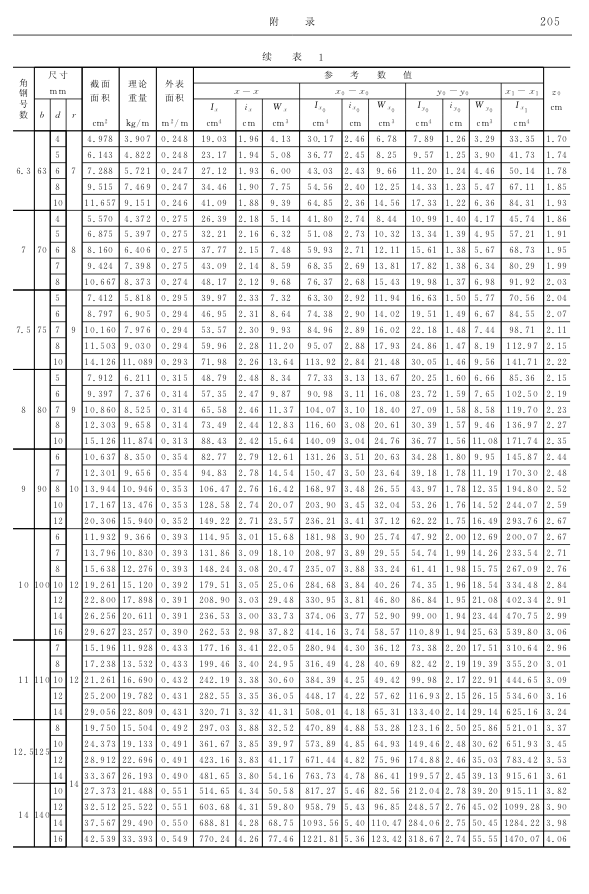 附 录 205
续 表 1
角钢号数 尺寸 mm 截面面积 cm² 理论重量 kg/m 外表面积 m²/m 参 考 数 值 z₀ cm
x－x x₀－x₀ y₀－y₀ x₁－x₁
b d r Iₓ cm⁴ iₓ cm Wₓ cm³ Iₓ₀ cm⁴ iₓ₀ cm Wₓ₀ cm³ I_y₀ cm⁴ i_y₀ cm W_y₀ cm³ Iₓ₁ cm⁴
6.3 63 4 7 4.978 3.907 0.248 19.03 1.96 4.13 30.17 2.46 6.78 7.89 1.26 3.29 33.35 1.70
5 6.143 4.822 0.248 23.17 1.94 5.08 36.77 2.45 8.25 9.57 1.25 3.90 41.73 1.74
6 7.288 5.721 0.247 27.12 1.93 6.00 43.03 2.43 9.66 11.20 1.24 4.46 50.14 1.78
8 9.515 7.469 0.247 34.46 1.90 7.75 54.56 2.40 12.25 14.33 1.23 5.47 67.11 1.85
10 11.657 9.151 0.246 41.09 1.88 9.39 64.85 2.36 14.56 17.33 1.22 6.36 84.31 1.93
7 70 4 8 5.570 4.372 0.275 26.39 2.18 5.14 41.80 2.74 8.44 10.99 1.40 4.17 45.74 1.86
5 6.875 5.397 0.275 32.21 2.16 6.32 51.08 2.73 10.32 13.34 1.39 4.95 57.21 1.91
6 8.160 6.406 0.275 37.77 2.15 7.48 59.93 2.71 12.11 15.61 1.38 5.67 68.73 1.95
7 9.424 7.398 0.275 43.09 2.14 8.59 68.35 2.69 13.81 17.82 1.38 6.34 80.29 1.99
8 10.667 8.373 0.274 48.17 2.12 9.68 76.37 2.68 15.43 19.98 1.37 6.98 91.92 2.03
7.5 75 5 9 7.412 5.818 0.295 39.97 2.33 7.32 63.30 2.92 11.94 16.63 1.50 5.77 70.56 2.04
6 8.797 6.905 0.294 46.95 2.31 8.64 74.38 2.90 14.02 19.51 1.49 6.67 84.55 2.07
7 10.160 7.976 0.294 53.57 2.30 9.93 84.96 2.89 16.02 22.18 1.48 7.44 98.71 2.11
8 11.503 9.030 0.294 59.96 2.28 11.20 95.07 2.88 17.93 24.86 1.47 8.19 112.97 2.15
10 14.126 11.089 0.293 71.98 2.26 13.64 113.92 2.84 21.48 30.05 1.46 9.56 141.71 2.22
8 80 5 9 7.912 6.211 0.315 48.79 2.48 8.34 77.33 3.13 13.67 20.25 1.60 6.66 85.36 2.15
6 9.397 7.376 0.314 57.35 2.47 9.87 90.98 3.11 16.08 23.72 1.59 7.65 102.50 2.19
7 10.860 8.525 0.314 65.58 2.46 11.37 104.07 3.10 18.40 27.09 1.58 8.58 119.70 2.23
8 12.303 9.658 0.314 73.49 2.44 12.83 116.60 3.08 20.61 30.39 1.57 9.46 136.97 2.27
10 15.126 11.874 0.313 88.43 2.42 15.64 140.09 3.04 24.76 36.77 1.56 11.08 171.74 2.35
9 90 6 10 10.637 8.350 0.354 82.77 2.79 12.61 131.26 3.51 20.63 34.28 1.80 9.95 145.87 2.44
7 12.301 9.656 0.354 94.83 2.78 14.54 150.47 3.50 23.64 39.18 1.78 11.19 170.30 2.48
8 13.944 10.946 0.353 106.47 2.76 16.42 168.97 3.48 26.55 43.97 1.78 12.35 194.80 2.52
10 17.167 13.476 0.353 128.58 2.74 20.07 203.90 3.45 32.04 53.26 1.76 14.52 244.07 2.59
12 20.306 15.940 0.352 149.22 2.71 23.57 236.21 3.41 37.12 62.22 1.75 16.49 293.76 2.67
10 100 6 12 11.932 9.366 0.393 114.95 3.01 15.68 181.98 3.90 25.74 47.92 2.00 12.69 200.07 2.67
7 13.796 10.830 0.393 131.86 3.09 18.10 208.97 3.89 29.55 54.74 1.99 14.26 233.54 2.71
8 15.638 12.276 0.393 148.24 3.08 20.47 235.07 3.88 33.24 61.41 1.98 15.75 267.09 2.76
10 19.261 15.120 0.392 179.51 3.05 25.06 284.68 3.84 40.26 74.35 1.96 18.54 334.48 2.84
12 22.800 17.898 0.391 208.90 3.03 29.48 330.95 3.81 46.80 86.84 1.95 21.08 402.34 2.91
14 26.256 20.611 0.391 236.53 3.00 33.73 374.06 3.77 52.90 99.00 1.94 23.44 470.75 2.99
16 29.627 23.257 0.390 262.53 2.98 37.82 414.16 3.74 58.57 110.89 1.94 25.63 539.80 3.06
11 110 7 12 15.196 11.928 0.433 177.16 3.41 22.05 280.94 4.30 36.12 73.38 2.20 17.51 310.64 2.96
8 17.238 13.532 0.433 199.46 3.40 24.95 316.49 4.28 40.69 82.42 2.19 19.39 355.20 3.01
10 21.261 16.690 0.432 242.19 3.38 30.60 384.39 4.25 49.42 99.98 2.17 22.91 444.65 3.09
12 25.200 19.782 0.431 282.55 3.35 36.05 448.17 4.22 57.62 116.93 2.15 26.15 534.60 3.16
14 29.056 22.809 0.431 320.71 3.32 41.31 508.01 4.18 65.31 133.40 2.14 29.14 625.16 3.24
12.5 125 8 14 19.750 15.504 0.492 297.03 3.88 32.52 470.89 4.88 53.28 123.16 2.50 25.86 521.01 3.37
10 24.373 19.133 0.491 361.67 3.85 39.97 573.89 4.85 64.93 149.46 2.48 30.62 651.93 3.45
12 28.912 22.696 0.491 423.16 3.83 41.17 671.44 4.82 75.96 174.88 2.46 35.03 783.42 3.53
14 33.367 26.193 0.490 481.65 3.80 54.16 763.73 4.78 86.41 199.57 2.45 39.13 915.61 3.61
14 140 10 27.373 21.488 0.551 514.65 4.34 50.58 817.27 5.46 82.56 212.04 2.78 39.20 915.11 3.82
12 32.512 25.522 0.551 603.68 4.31 59.80 958.79 5.43 96.85 248.57 2.76 45.02 1099.28 3.90
14 37.567 29.490 0.550 688.81 4.28 68.75 1093.56 5.40 110.47 284.06 2.75 50.45 1284.22 3.98
16 42.539 33.393 0.549 770.24 4.26 77.46 1221.81 5.36 123.42 318.67 2.74 55.55 1470.07 4.06